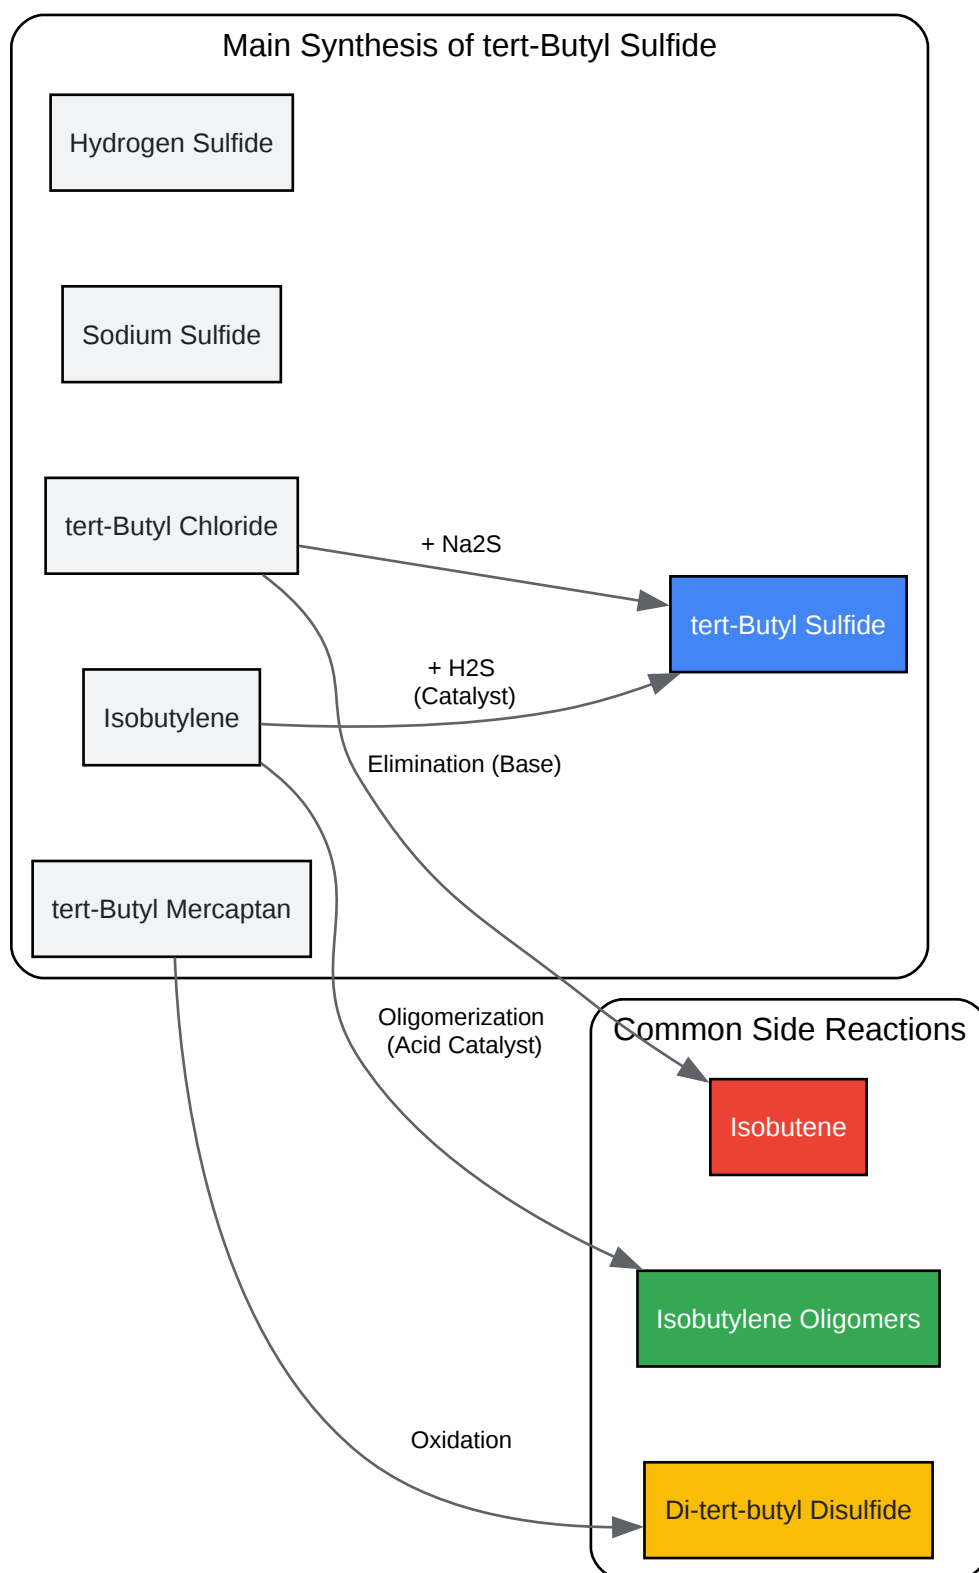 Main Synthesis of tert-Butyl Sulfide
Hydrogen Sulfide
Sodium Sulfide
tert-Butyl Chloride
+ Na2S
tert-Butyl Sulfide
+ H2S
(Catalyst)
Isobutylene
Elimination (Base)
tert-Butyl Mercaptan
Oligomerization
(Acid Catalyst)
Common Side Reactions
Isobutene
Isobutylene Oligomers
Oxidation
Di-tert-butyl Disulfide